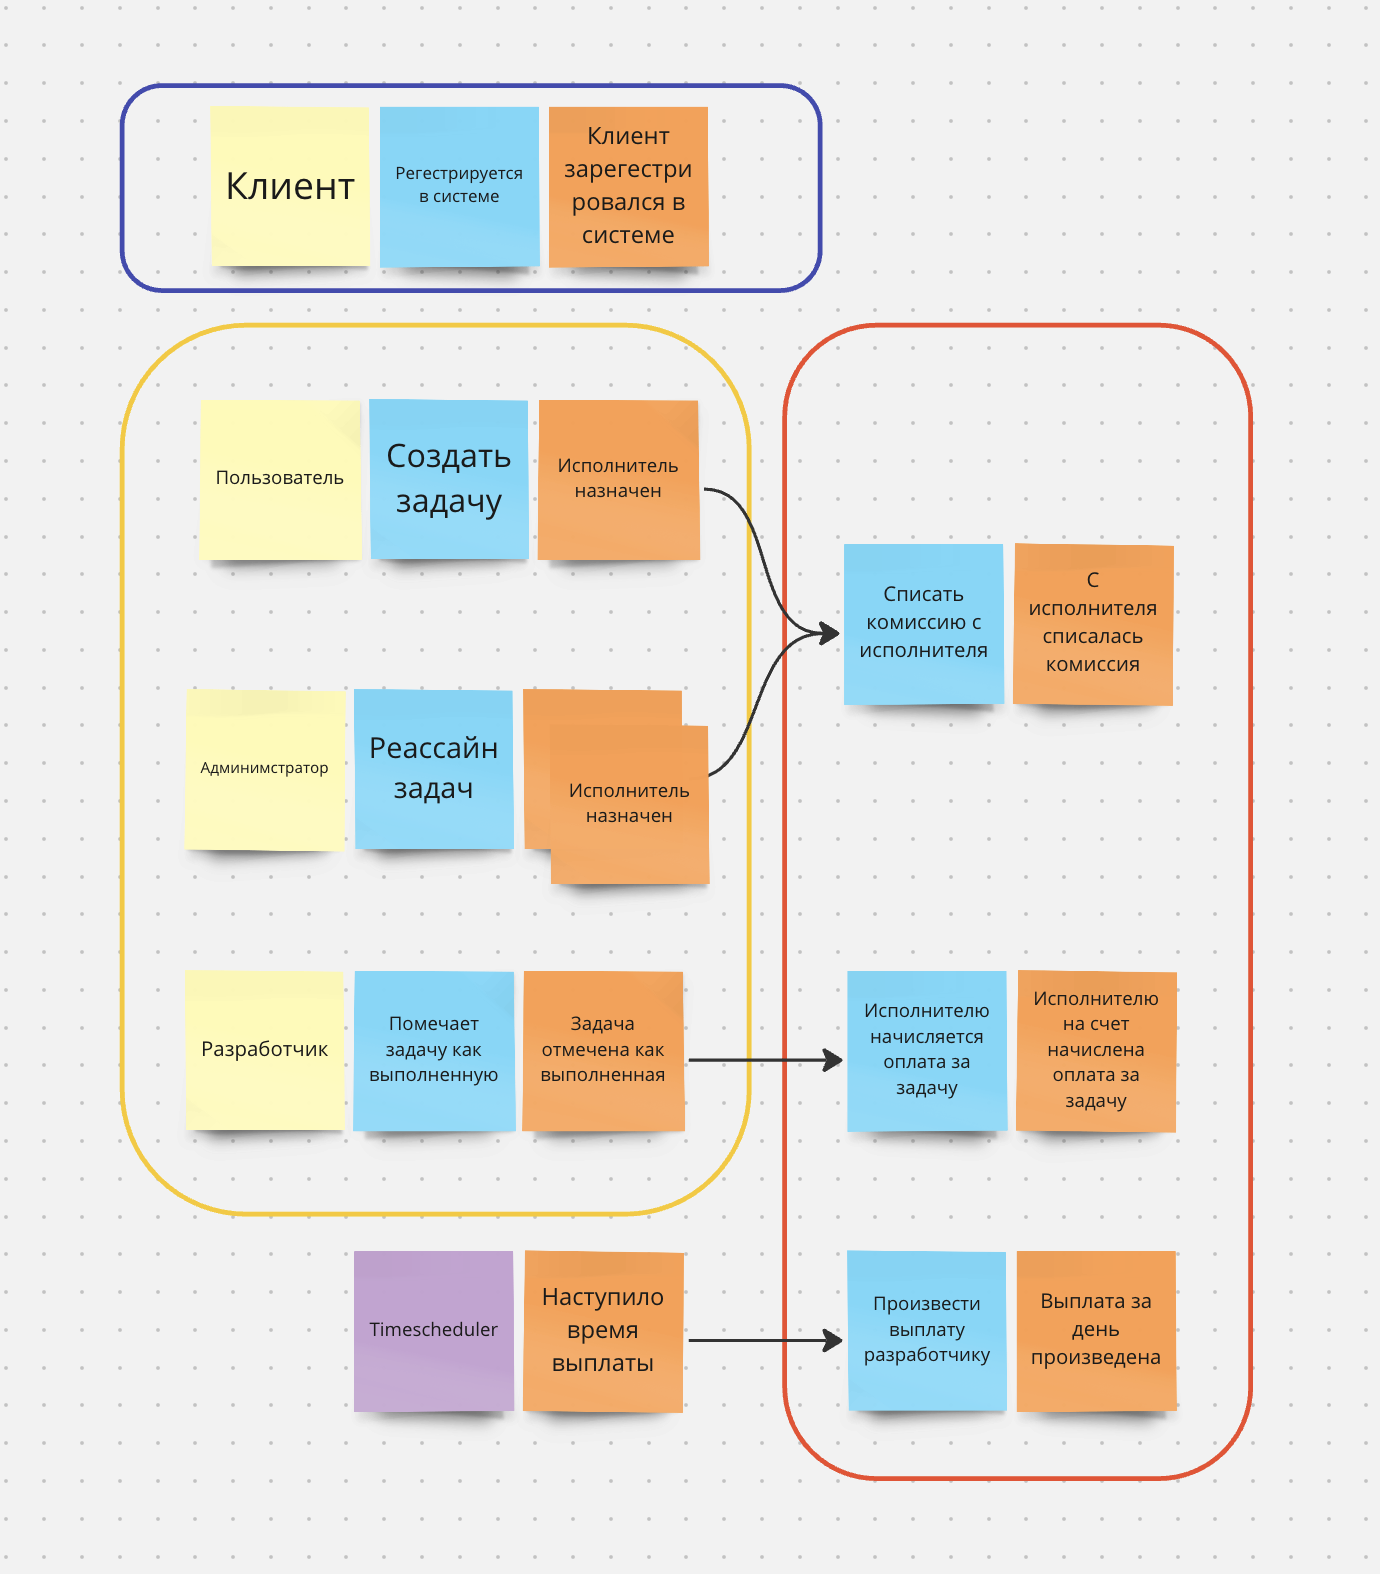 Клиент
Регестрируется
в системе
Клиент
зарегестри
ровался в
системе
Пользователь
Создать
задачу
Исполнитель
назначен
Списать
комиссию с
исполнителя
С
исполнителя
списалась
комиссия
Админимстратор
Реассайн
задач
Исполнитель
назначен
Разработчик
Помечает
задачу как
выполненную
Задача
отмечена как
выполненная
Исполнителю
начисляется
оплата за
задачу
Исполнителю
на счет
начислена
оплата за
задачу
Timescheduler
Наступило
время
выплаты
Произвести
выплату
разработчику
Выплата за
день
произведена